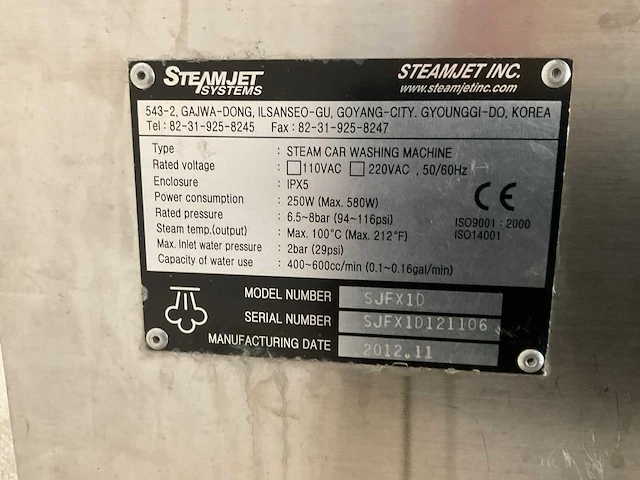 STEAMJET SYSTEMS
STEAMJET INC.
www.steamjetinc.com
543-2, GAJWA-DONG, ILSANSEO-GU, GOYANG-CITY. GYOUNGGI-DO, KOREA
Tel : 82-31-925-8245 Fax : 82-31-925-8247
Type : STEAM CAR WASHING MACHINE
Rated voltage : 110VAC 220VAC , 50/60Hz
Enclosure : IPX5
Power consumption : 250W (Max. 580W)
Rated pressure : 6.5~8bar (94~116psi)
Steam temp.(output) : Max. 100°C (Max. 212°F)
Max. Inlet water pressure : 2bar (29psi)
Capacity of water use : 400~600cc/min (0.1~0.16gal/min)
CE
ISO9001 : 2000
ISO14001
MODEL NUMBER SJFX1D
SERIAL NUMBER SJFX1D121106
MANUFACTURING DATE 2012.11